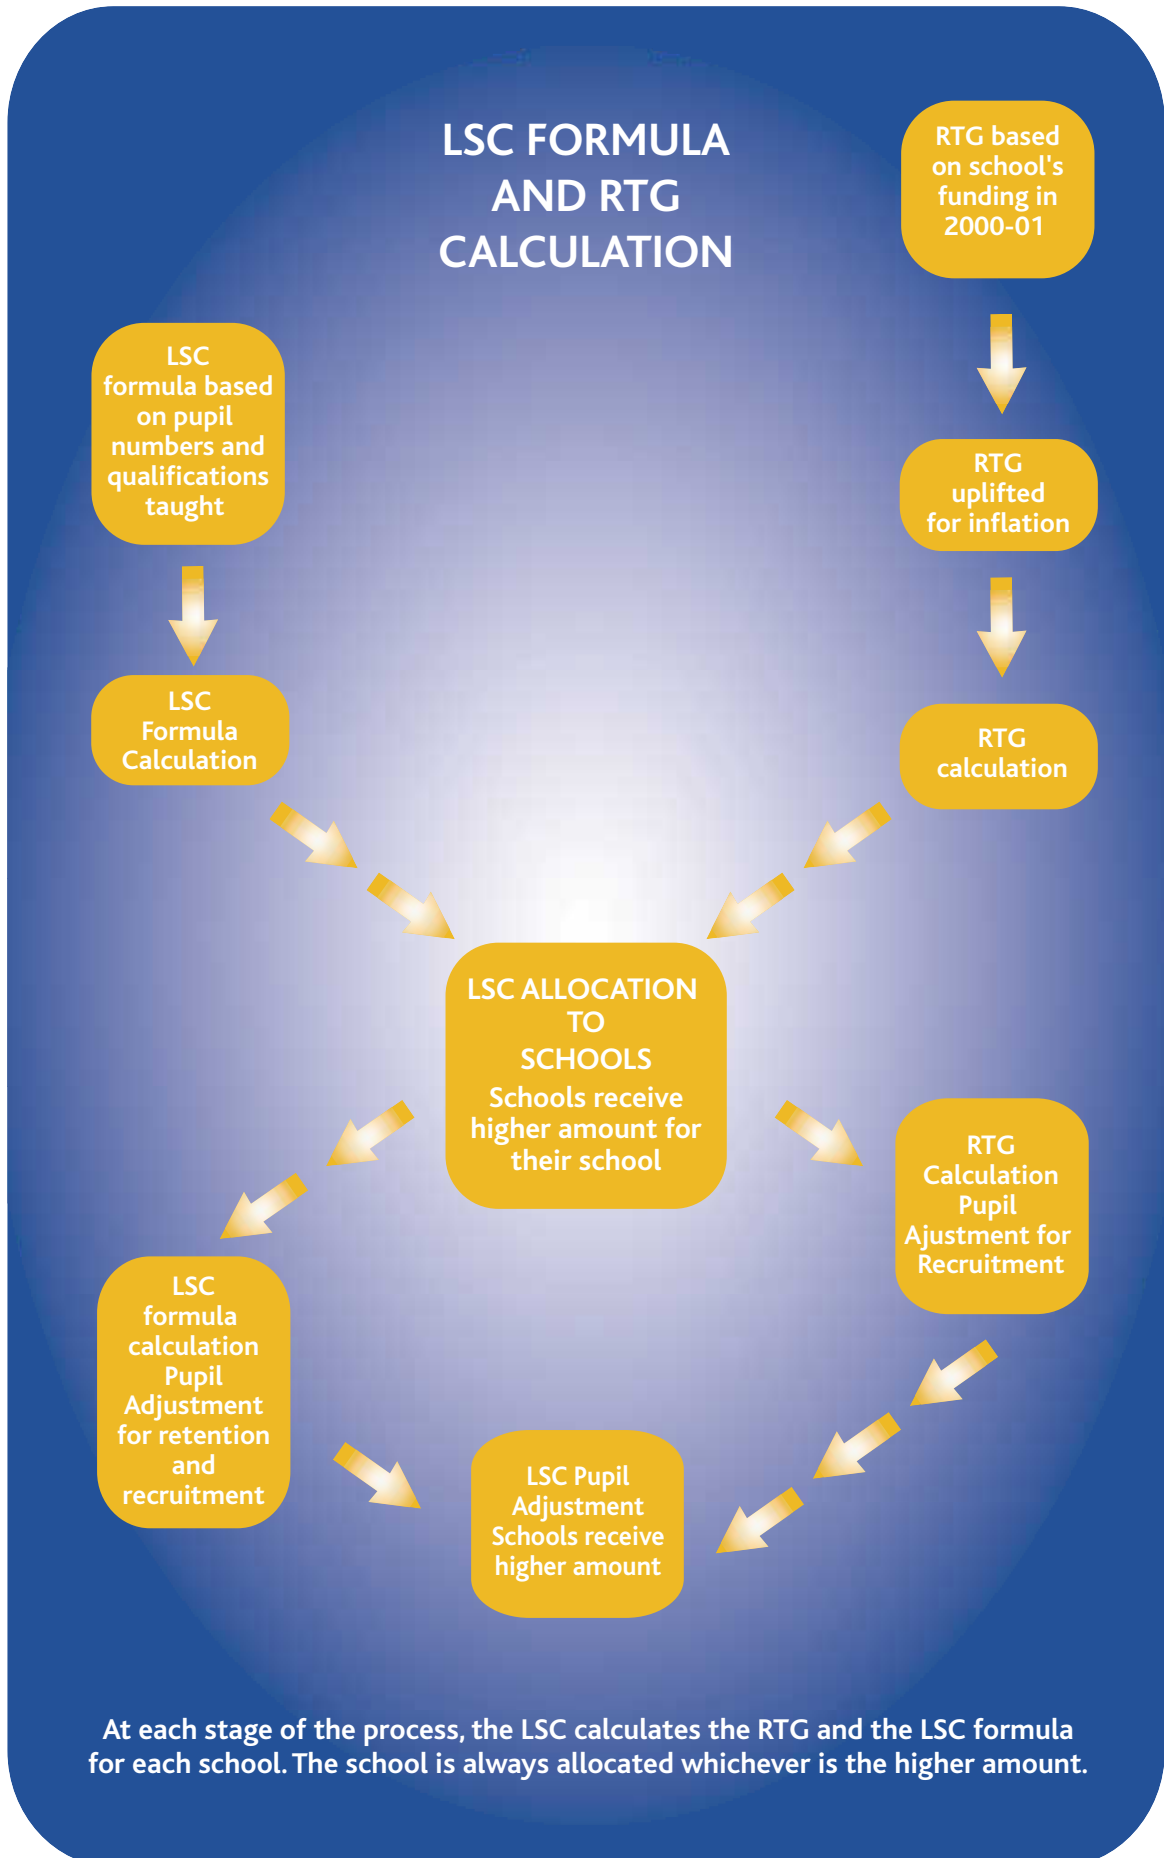 LSC FORMULA
AND RTG
CALCULATION
RTG based
on school's
funding in
2000-01
LSC
formula based
on pupil
numbers and
qualifications
taught
RTG
uplifted
for inflation
LSC
Formula
Calculation
RTG
calculation
LSC ALLOCATION
TO
SCHOOLS
Schools receive
higher amount for
their school
RTG
Calculation
Pupil
Ajustment for
Recruitment
LSC
formula
calculation
Pupil
Adjustment
for retention
and
recruitment
LSC Pupil
Adjustment
Schools receive
higher amount
At each stage of the process, the LSC calculates the RTG and the LSC formula
for each school. The school is always allocated whichever is the higher amount.